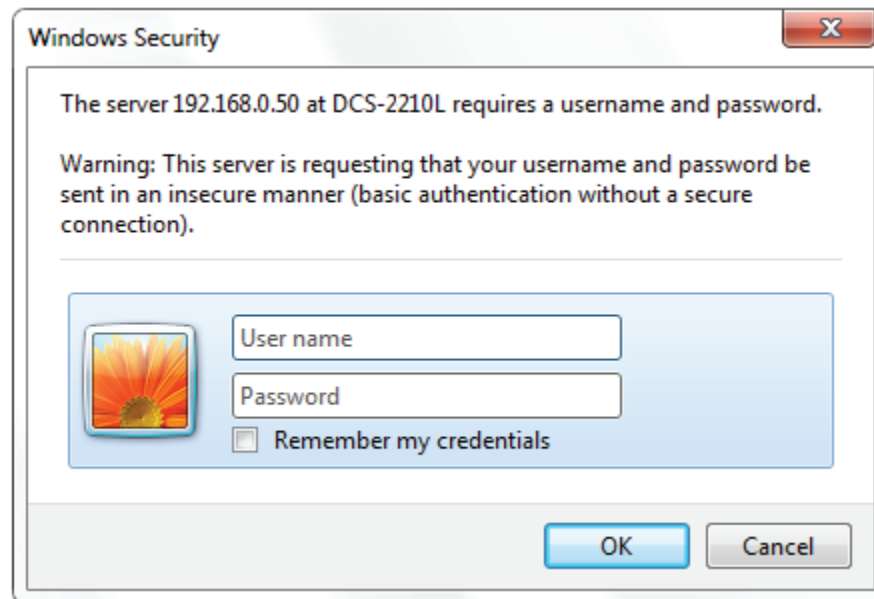 Windows Security
The server 192.168.0.50 at DCS-2210L requires a username and password.
Warning: This server is requesting that your username and password be
sent in an insecure manner (basic authentication without a secure
connection).
User name
Password
Remember my credentials
OK
Cancel